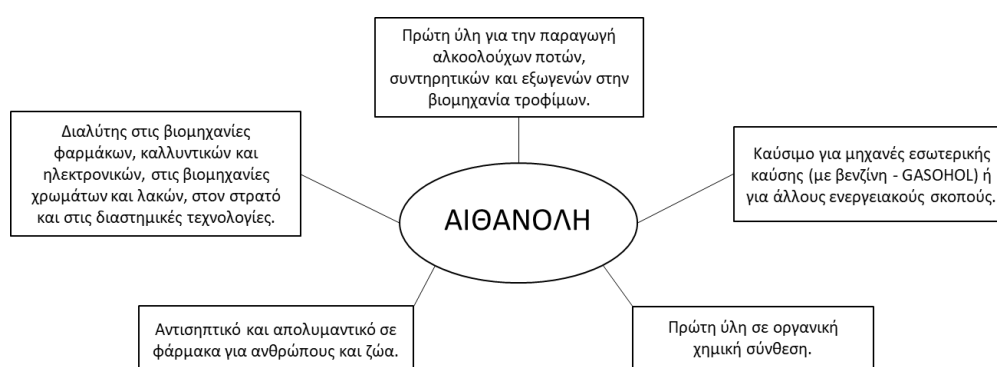 Πρώτη ύλη για την παραγωγή
αλκοολούχων ποτών,
συντηρητικών και εξωγενών στην
βιομηχανία τροφίμων.
Διαλύτης στις βιομηχανίες
φαρμάκων, καλλυντικών και
ηλεκτρονικών, στις βιομηχανίες
χρωμάτων και λακών, στον στρατό
και στις διαστημικές τεχνολογίες.
Καύσιμο για μηχανές εσωτερικής
καύσης (με βενζίνη - GASOHOL) ή
για άλλους ενεργειακούς σκοπούς.
ΑΙΘΑΝΟΛΗ
Αντισηπτικό και απολυμαντικό σε
φάρμακα για ανθρώπους και ζώα.
Πρώτη ύλη σε οργανική
χημική σύνθεση.